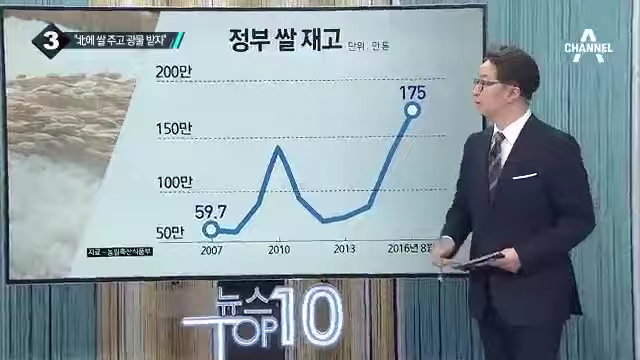 3 "北에 쌀 주고 광물 받자"
CHANNEL A
정부 쌀 재고 단위 : 만 톤
200만
175
150만
100만
59.7
50만
2007 2010 2013 2016년 8월
자료 - 농림축산식품부
뉴스
TOP10